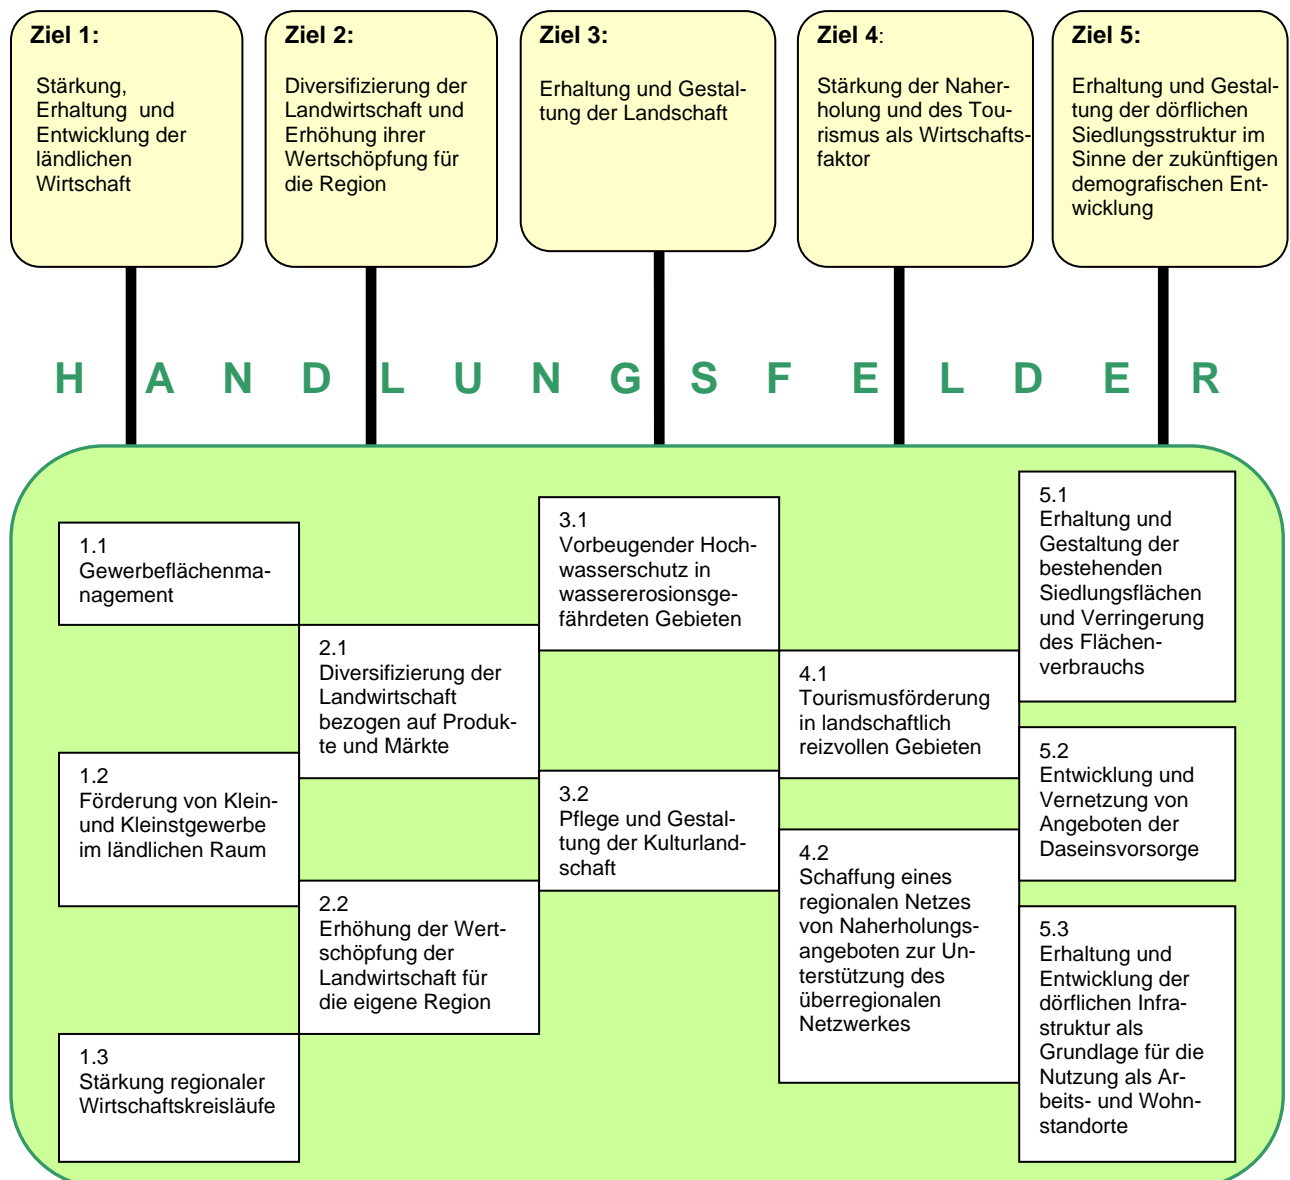 Ziel 1:
Stärkung,
Erhaltung und
Entwicklung der
ländlichen
Wirtschaft
Ziel 2:
Diversifizierung der
Landwirtschaft und
Erhöhung ihrer
Wertschöpfung für
die Region
Ziel 3:
Erhaltung und Gestal-
tung der Landschaft
Ziel 4:
Stärkung der Naher-
holung und des Tou-
rismus als Wirtschafts-
faktor
Ziel 5:
Erhaltung und Gestal-
tung der dörflichen
Siedlungsstruktur im
Sinne der zukünftigen
demografischen Ent-
wicklung
H A N D L U N G S F E L D E R
1.1
Gewerbeflächenma-
nagement
1.2
Förderung von Klein-
und Kleinstgewerbe
im ländlichen Raum
1.3
Stärkung regionaler
Wirtschaftskreisläufe
2.1
Diversifizierung der
Landwirtschaft
bezogen auf Produk-
te und Märkte
2.2
Erhöhung der Wert-
schöpfung der
Landwirtschaft für
die eigene Region
3.1
Vorbeugender Hoch-
wasserschutz in
wassererosionsge-
fährdeten Gebieten
3.2
Pflege und Gestal-
tung der Kulturland-
schaft
4.1
Tourismusförderung
in landschaftlich
reizvollen Gebieten
4.2
Schaffung eines
regionalen Netzes
von Naherholungs-
angeboten zur Un-
terstützung des
überregionalen
Netzwerkes
5.1
Erhaltung und
Gestaltung der
bestehenden
Siedlungsflächen
und Verringerung
des Flächen-
verbrauchs
5.2
Entwicklung und
Vernetzung von
Angeboten der
Daseinsvorsorge
5.3
Erhaltung und
Entwicklung der
dörflichen Infra-
struktur als
Grundlage für die
Nutzung als Ar-
beits- und Wohn-
standorte